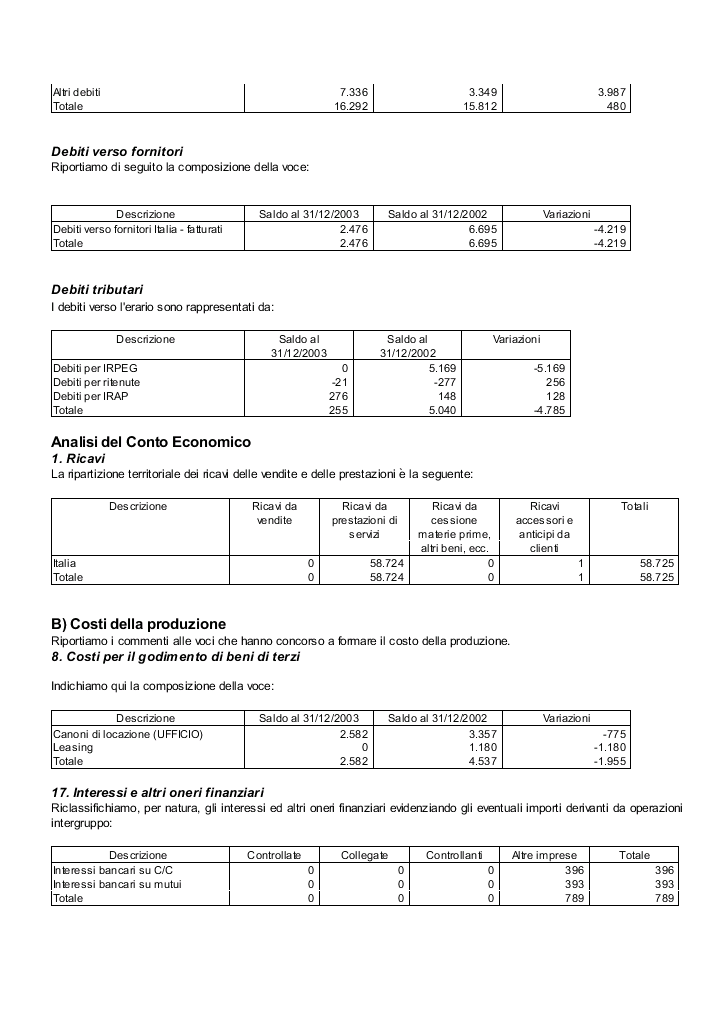 Altri debiti 7.336 3.349 3.987
Totale 16.292 15.812 480
Debiti verso fornitori
Riportiamo di seguito la composizione della voce:
Descrizione Saldo al 31/12/2003 Saldo al 31/12/2002 Variazioni
Debiti verso fornitori Italia - fatturati 2.476 6.695 -4.219
Totale 2.476 6.695 -4.219
Debiti tributari
I debiti verso l'erario sono rappresentati da:
Descrizione Saldo al Saldo al Variazioni
31/12/2003 31/12/2002
Debiti per IRPEG 0 5.169 -5.169
Debiti per ritenute -21 -277 256
Debiti per IRAP 276 148 128
Totale 255 5.040 -4.785
Analisi del Conto Economico
1. Ricavi
La ripartizione territoriale dei ricavi delle vendite e delle prestazioni è la seguente:
Descrizione Ricavi da Ricavi da Ricavi da Ricavi Totali
vendite prestazioni di cessione accessori e
servizi materie prime, anticipi da
altri beni, ecc. clienti
Italia 0 58.724 0 1 58.725
Totale 0 58.724 0 1 58.725
B) Costi della produzione
Riportiamo i commenti alle voci che hanno concorso a formare il costo della produzione.
8. Costi per il godimento di beni di terzi
Indichiamo qui la composizione della voce:
Descrizione Saldo al 31/12/2003 Saldo al 31/12/2002 Variazioni
Canoni di locazione (UFFICIO) 2.582 3.357 -775
Leasing 0 1.180 -1.180
Totale 2.582 4.537 -1.955
17. Interessi e altri oneri finanziari
Riclassifichiamo, per natura, gli interessi ed altri oneri finanziari evidenziando gli eventuali importi derivanti da operazioni
intergruppo:
Descrizione Controllate Collegate Controllanti Altre imprese Totale
Interessi bancari su C/C 0 0 0 396 396
Interessi bancari su mutui 0 0 0 393 393
Totale 0 0 0 789 789